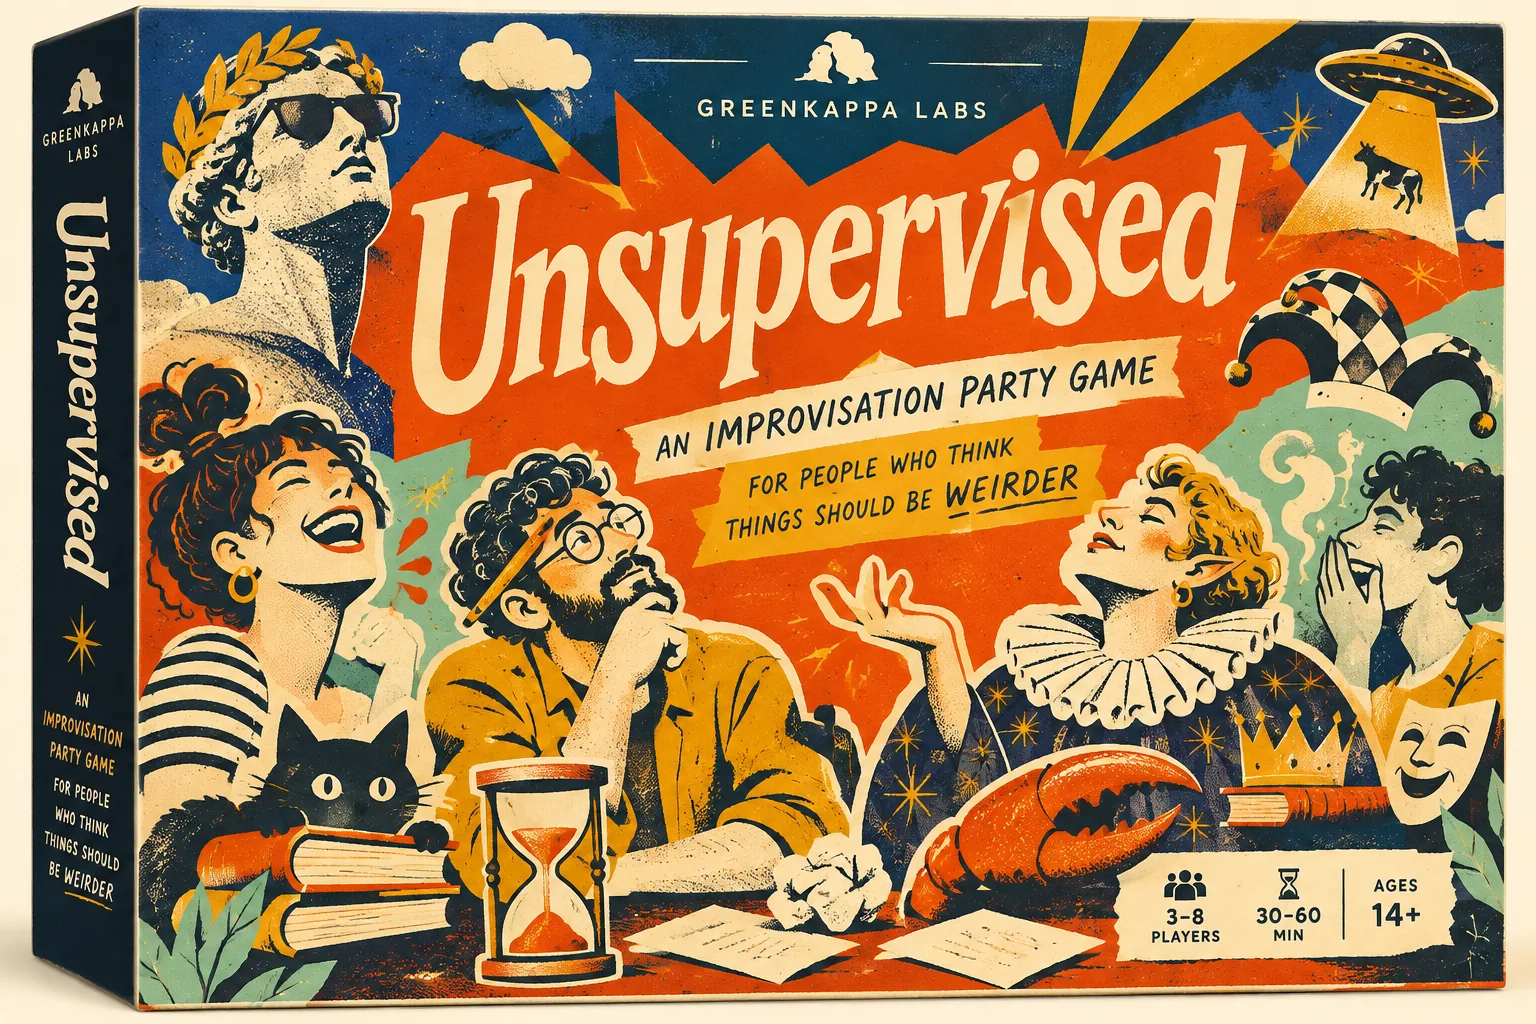 GREENKAPPA
LABS
Unsupervised
AN
IMPROVISATION
PARTY GAME
FOR PEOPLE
WHO THINK
THINGS SHOULD
BE WEIRDER
GREENKAPPA LABS
Unsupervised
AN IMPROVISATION PARTY GAME
FOR PEOPLE WHO THINK
THINGS SHOULD BE WEIRDER
3–8
PLAYERS
30–60
MIN
AGES
14+